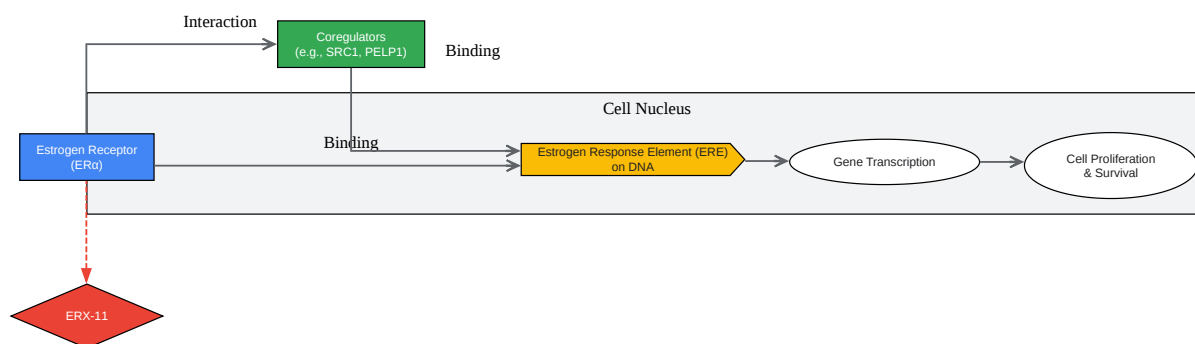 Interaction
Coregulators
(e.g., SRC1, PELP1)
Binding
Cell Nucleus
Estrogen Receptor
(ERα)
Binding
Estrogen Response Element (ERE)
on DNA
Gene Transcription
Cell Proliferation
& Survival
ERX-11